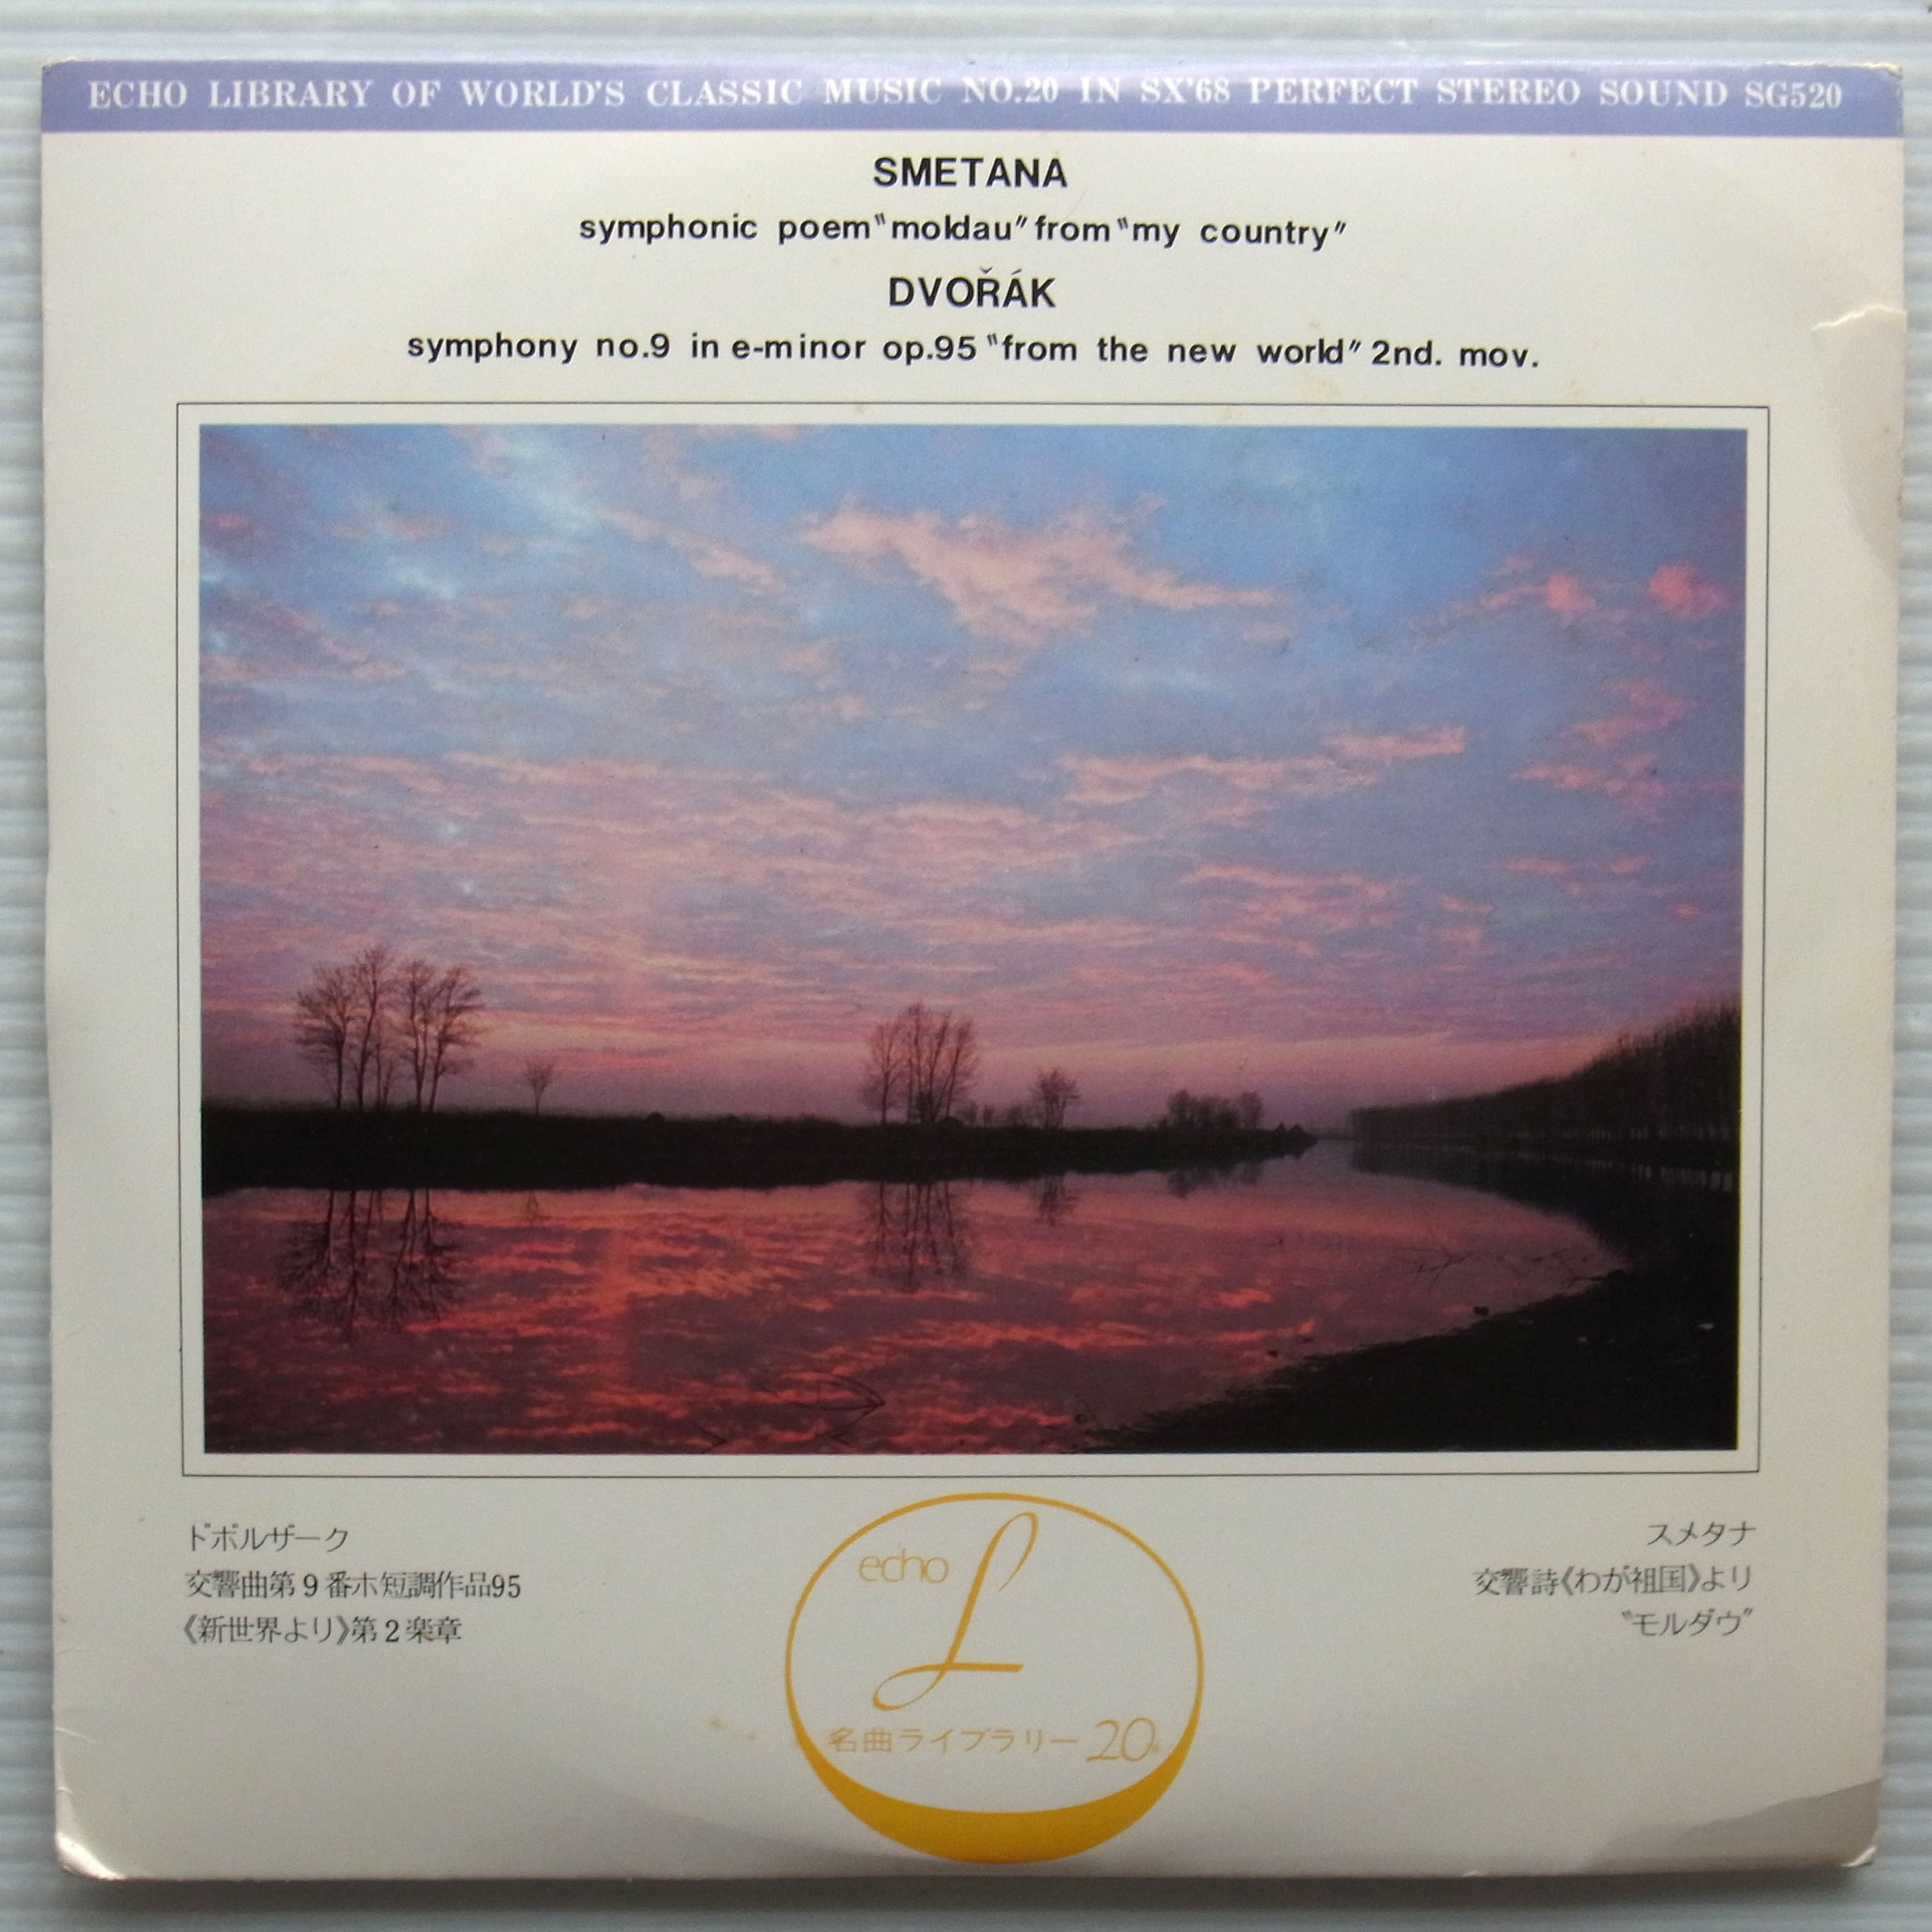 ECHO LIBRARY OF WORLD'S CLASSIC MUSIC NO.20 IN SX'68 PERFECT STEREO SOUND SG520
SMETANA
symphonic poem〝moldau〞from〝my country〞
DVOŘÁK
symphony no.9 in e-minor op.95〝from the new world〞2nd. mov.
ドボルザーク
交響曲第9番ホ短調作品95
《新世界より》第2楽章
echo L
名曲ライブラリー 20
スメタナ
交響詩《わが祖国》より
〝モルダウ〞